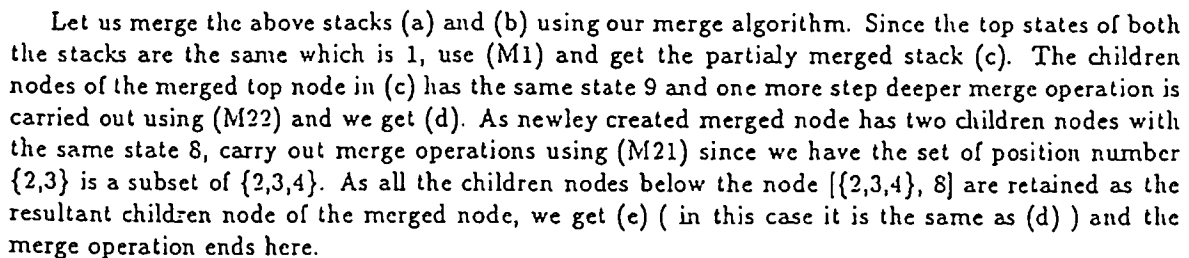 Let us merge the above stacks (a) and (b) using our merge algorithm. Since the top states of both
the stacks are the same which is 1, use (M1) and get the partialy merged stack (c). The children
nodes of the merged top node in (c) has the same state 9 and one more step deeper merge operation is
carried out using (M22) and we get (d). As newley created merged node has two children nodes with
the same state 8, carry out merge operations using (M21) since we have the set of position number
{2,3} is a subset of {2,3,4}. As all the children nodes below the node [{2,3,4}, 8] are retained as the
resultant children node of the merged node, we get (e) ( in this case it is the same as (d) ) and the
merge operation ends here.